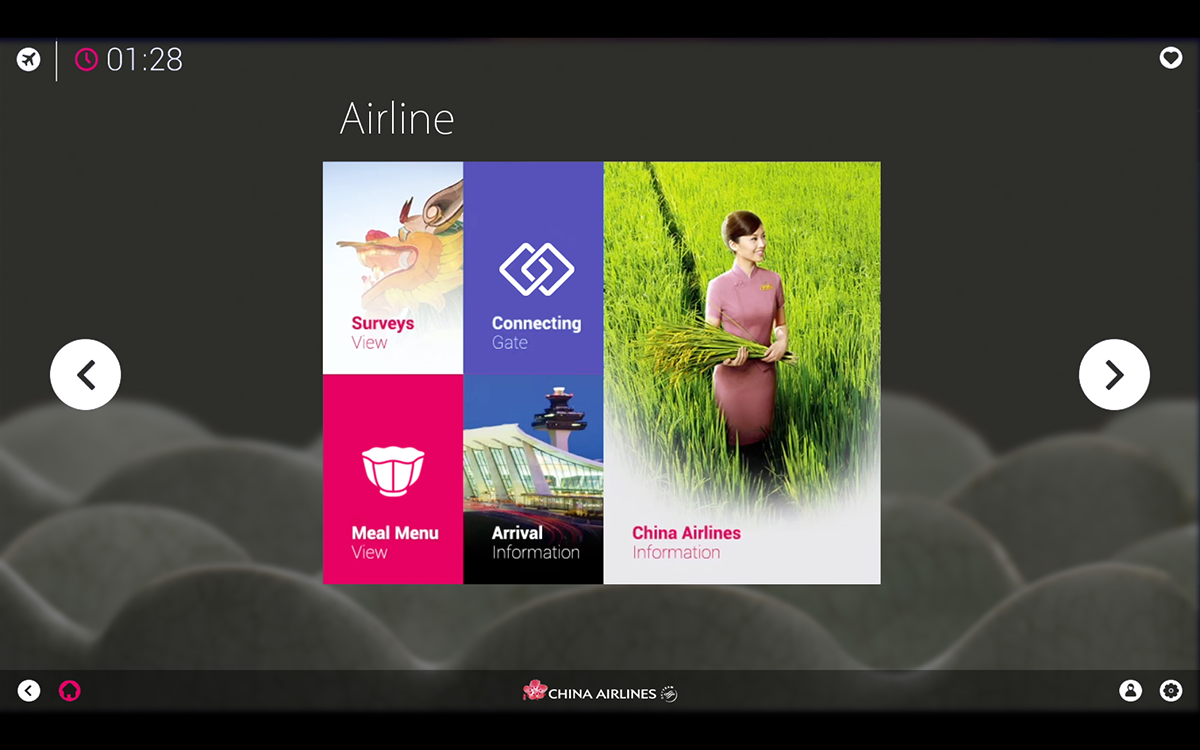 01:28
Airline
Surveys
View
Connecting
Gate
Meal Menu
View
Arrival
Information
China Airlines
Information
CHINA AIRLINES